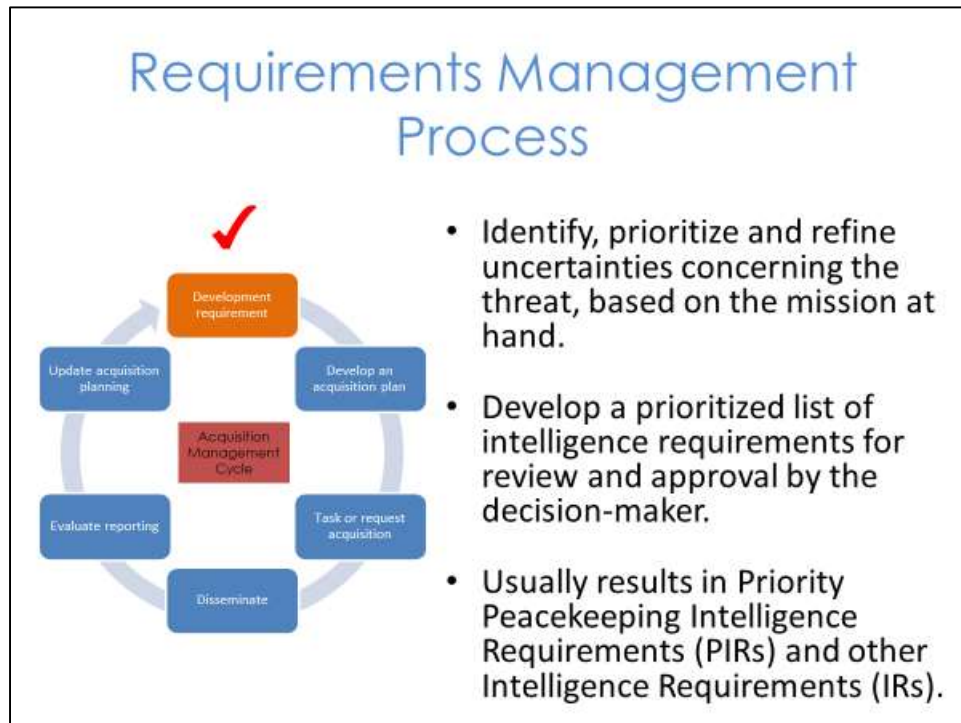 Requirements Management
Process
Development
requirement
Develop an
acquisition plan
Task or request
acquisition
Disseminate
Evaluate reporting
Update acquisition
planning
Acquisition
Management
Cycle
• Identify, prioritize and refine
uncertainties concerning the
threat, based on the mission at
hand.
• Develop a prioritized list of
intelligence requirements for
review and approval by the
decision-maker.
• Usually results in Priority
Peacekeeping Intelligence
Requirements (PIRs) and other
Intelligence Requirements (IRs).